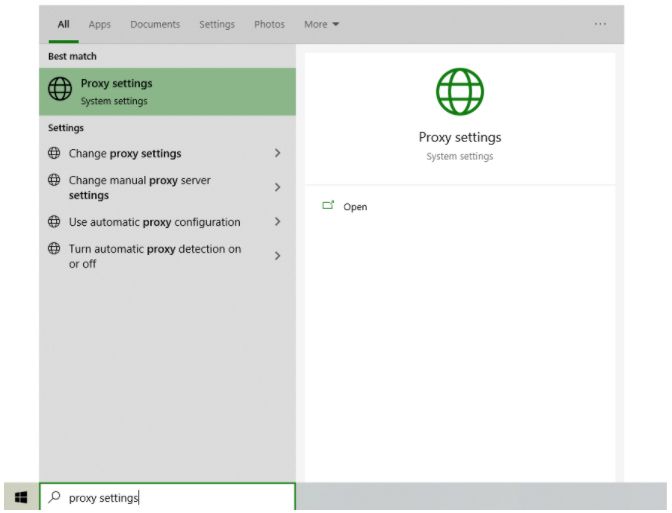 All Apps Documents Settings Photos More
Best match
Proxy settings
System settings
Settings
Change proxy settings
Change manual proxy server
settings
Use automatic proxy configuration
Turn automatic proxy detection on
or off
Proxy settings
System settings
Open
proxy settings